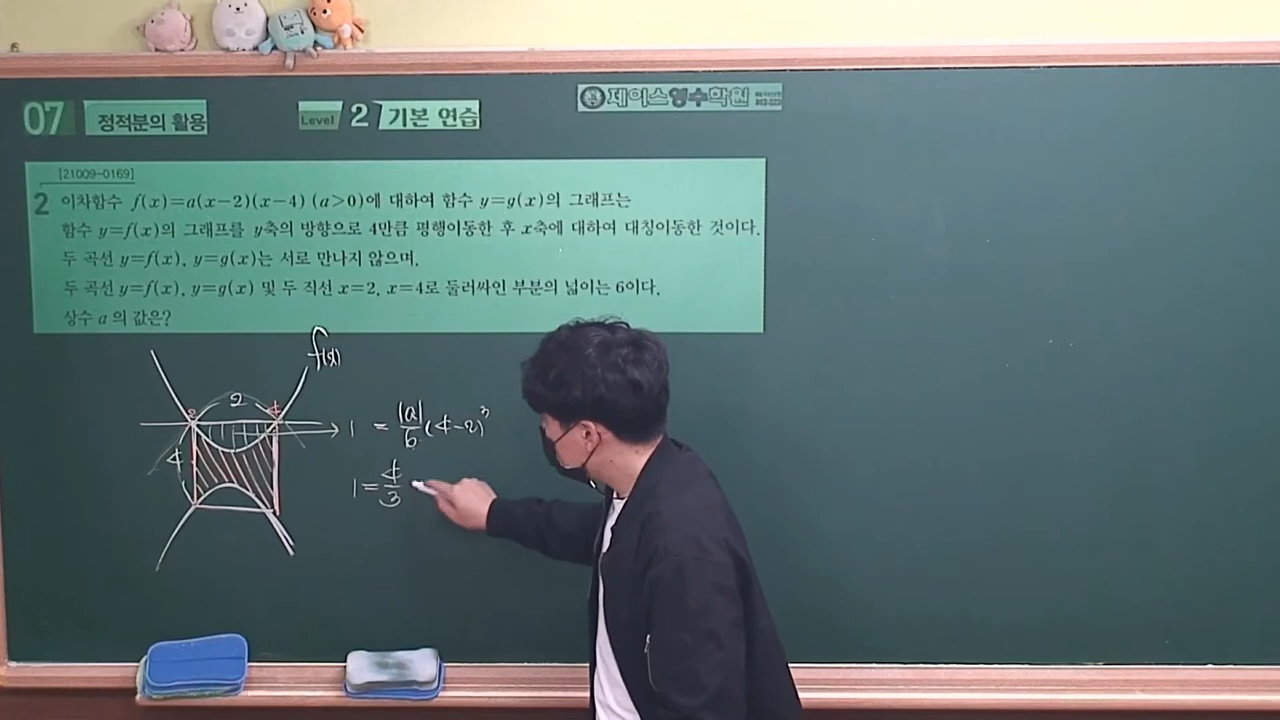 07 정적분의 활용 Level 2 기본 연습 제이스영수학원
[21009-0169]
2 이차함수 f(x)=a(x-2)(x-4) (a>0)에 대하여 함수 y=g(x)의 그래프는
함수 y=f(x)의 그래프를 y축의 방향으로 4만큼 평행이동한 후 x축에 대하여 대칭이동한 것이다.
두 곡선 y=f(x), y=g(x)는 서로 만나지 않으며,
두 곡선 y=f(x), y=g(x) 및 두 직선 x=2, x=4로 둘러싸인 부분의 넓이는 6이다.
상수 a의 값은?
f(x)
2
2 4
4
1 = |a|/6 (4-2)³
1 = 4/3